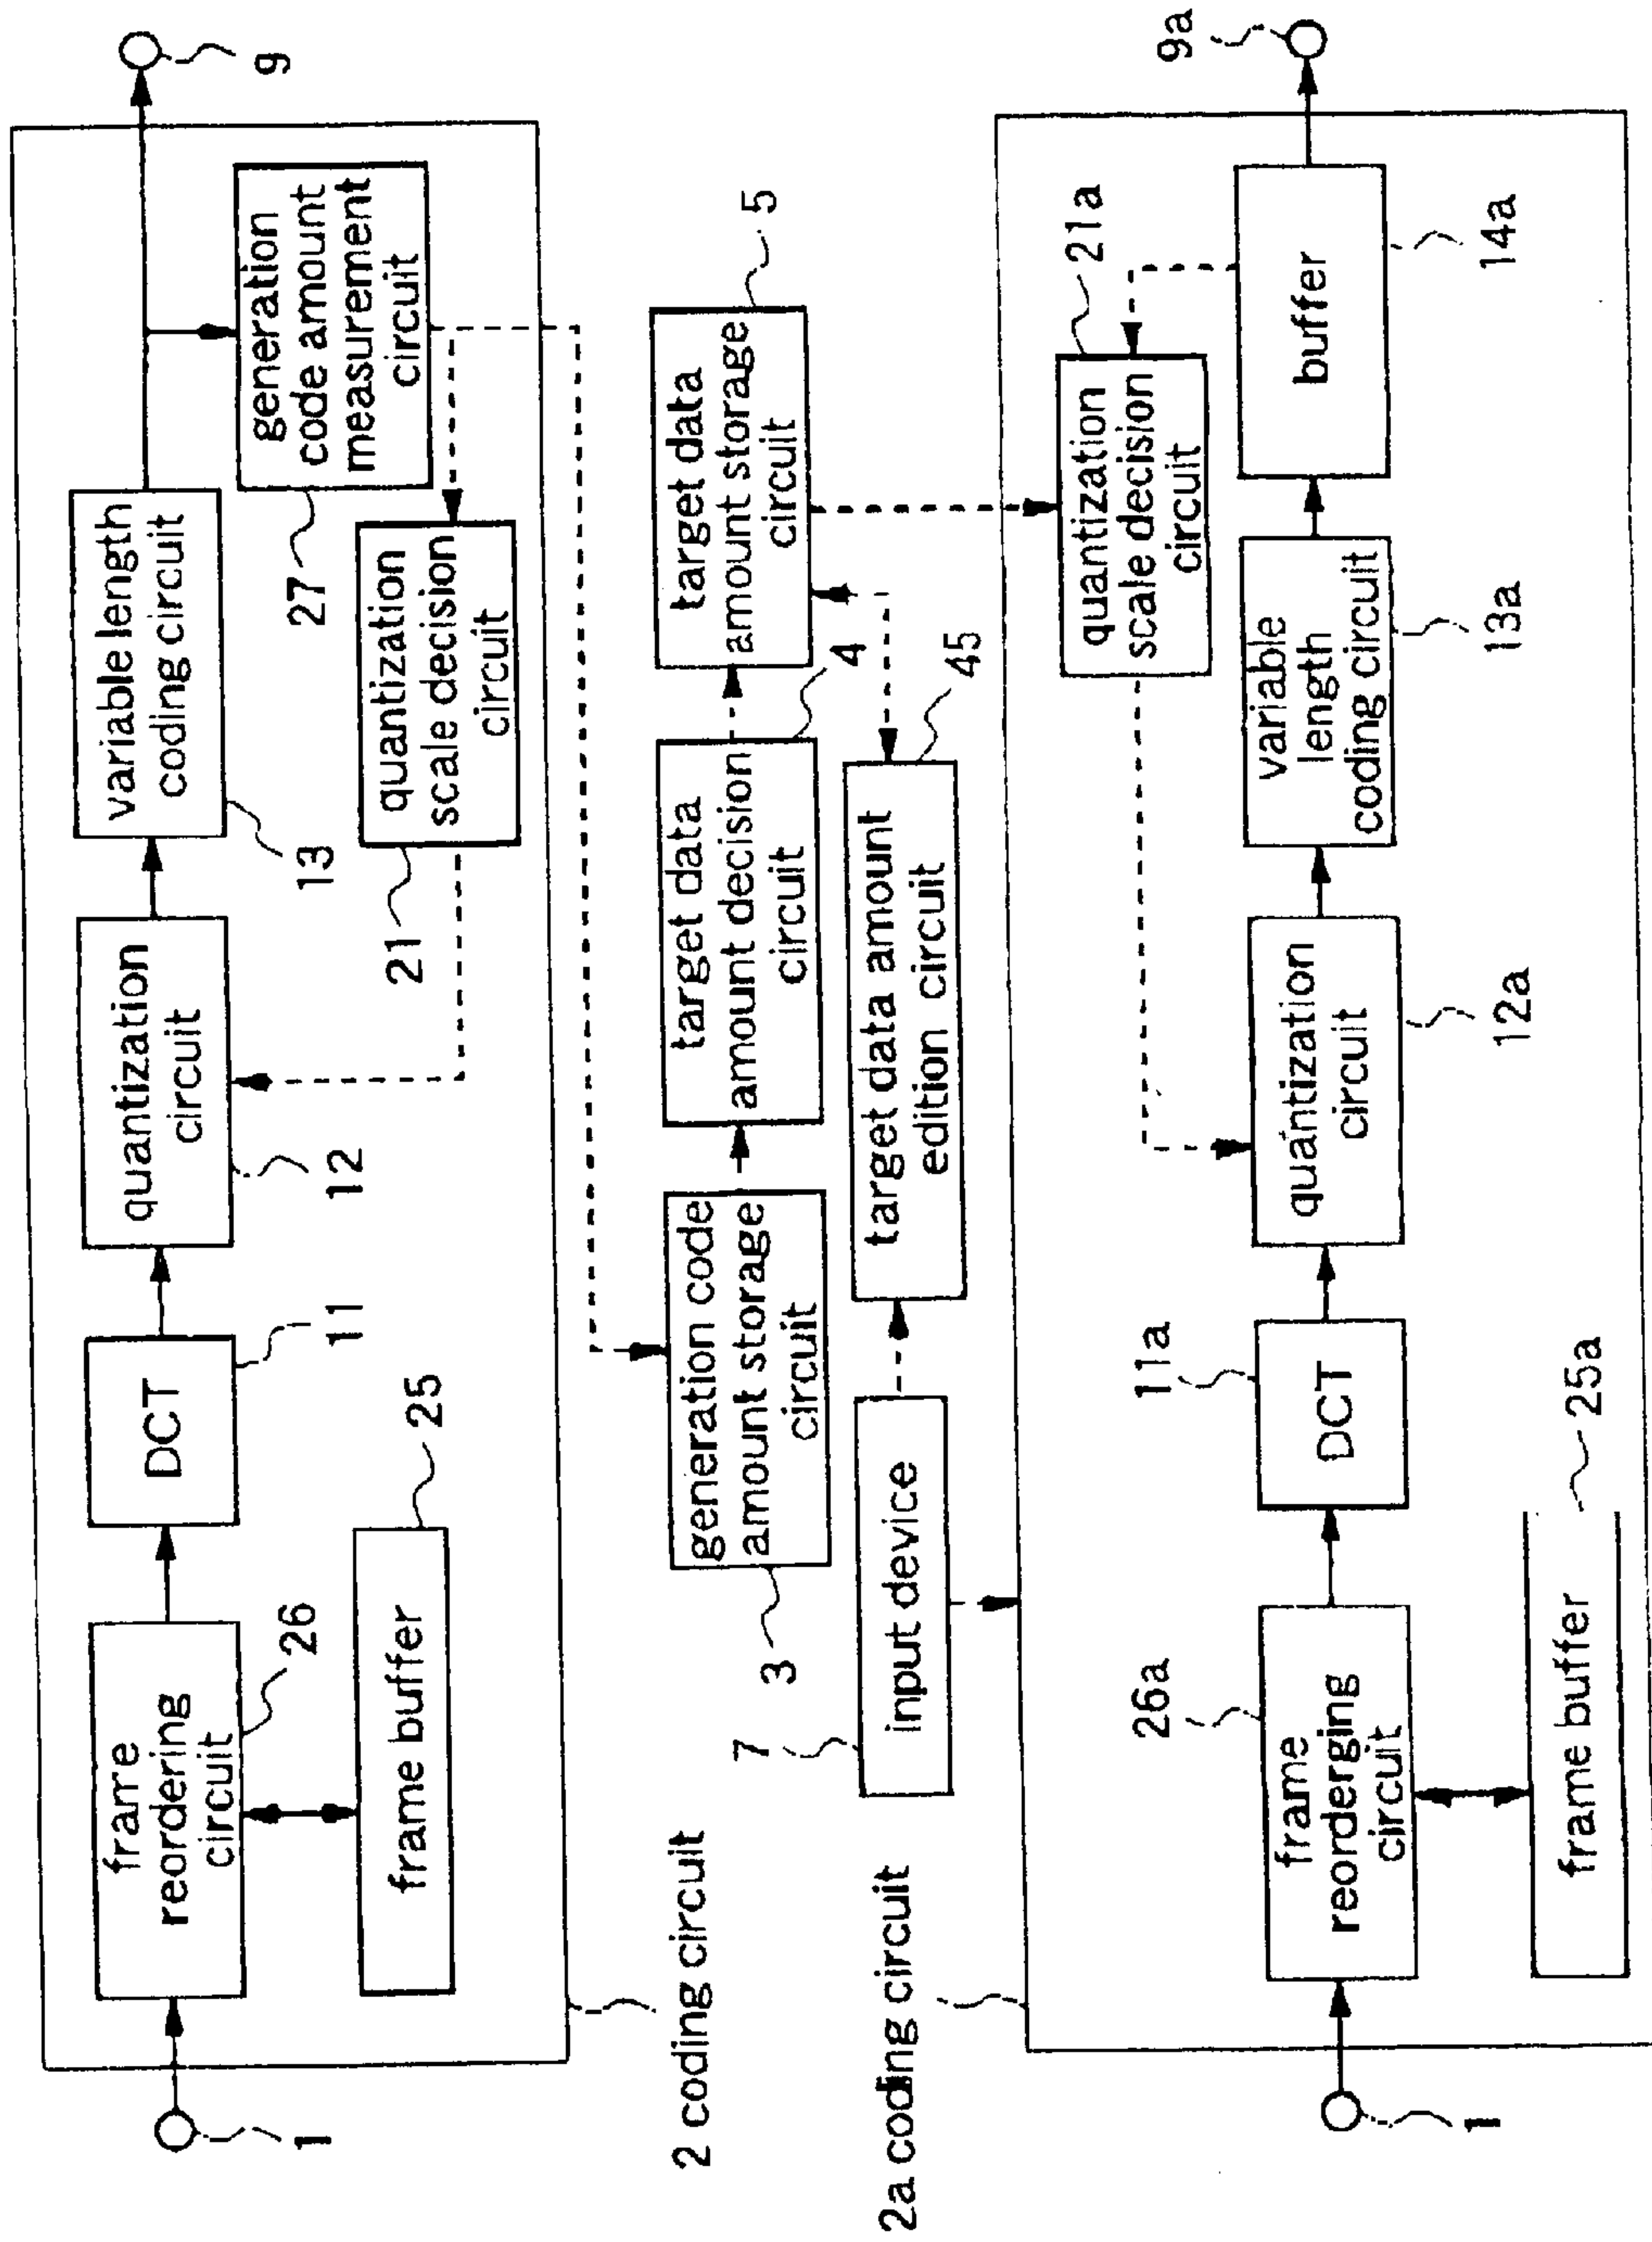 1
frame
reordering
circuit
26
frame buffer
25
DCT
11
quantization
circuit
12
variable length
coding circuit
13
quantization
scale decision
circuit
21
generation
code amount
measurement
circuit
27
9
2 coding circuit
generation code
amount storage
circuit
3
target data
amount decision
circuit
4
target data
amount storage
circuit
5
input device
7
target data amount
edition circuit
45
2a coding circuit
1
frame
reorderging
circuit
26a
frame buffer
25a
DCT
11a
quantization
circuit
12a
variable
length
coding circuit
13a
quantization
scale decision
circuit
21a
buffer
14a
9a